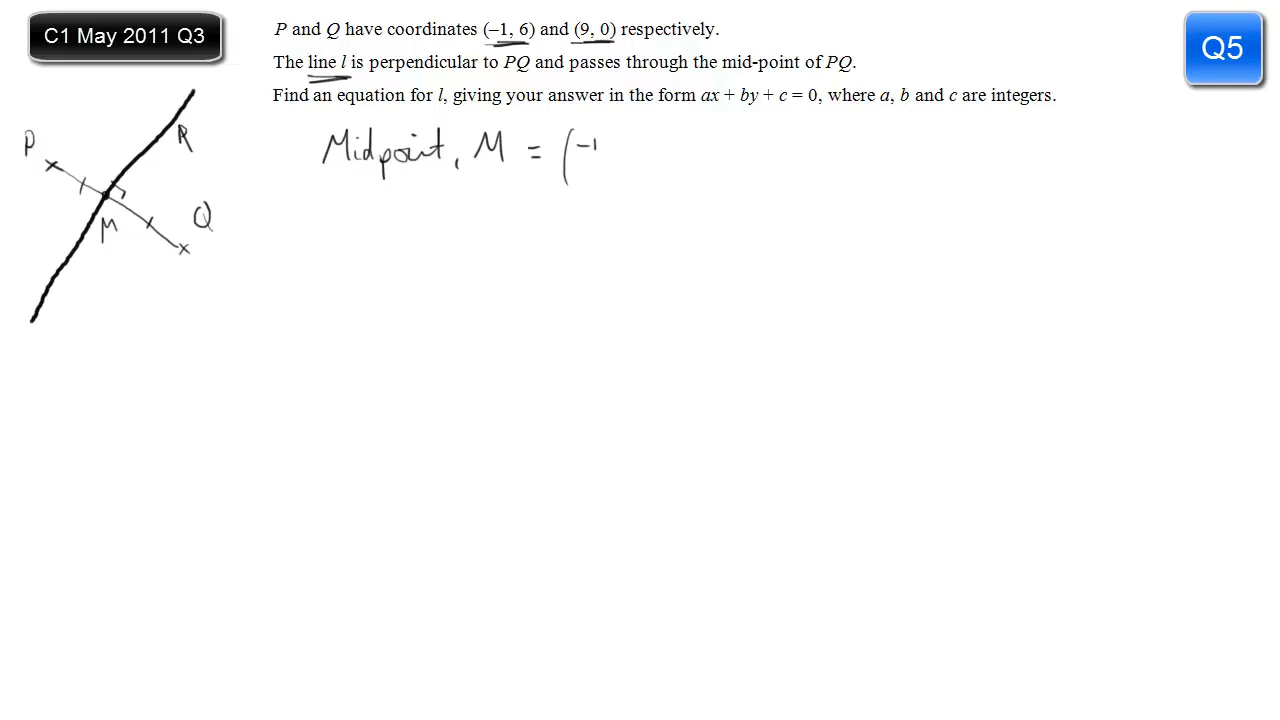 C1 May 2011 Q3
P and Q have coordinates (−1, 6) and (9, 0) respectively.
Q5
The line l is perpendicular to PQ and passes through the mid-point of PQ.
Find an equation for l, giving your answer in the form ax + by + c = 0, where a, b and c are integers.
P
R
Midpoint, M = (-1
M
Q